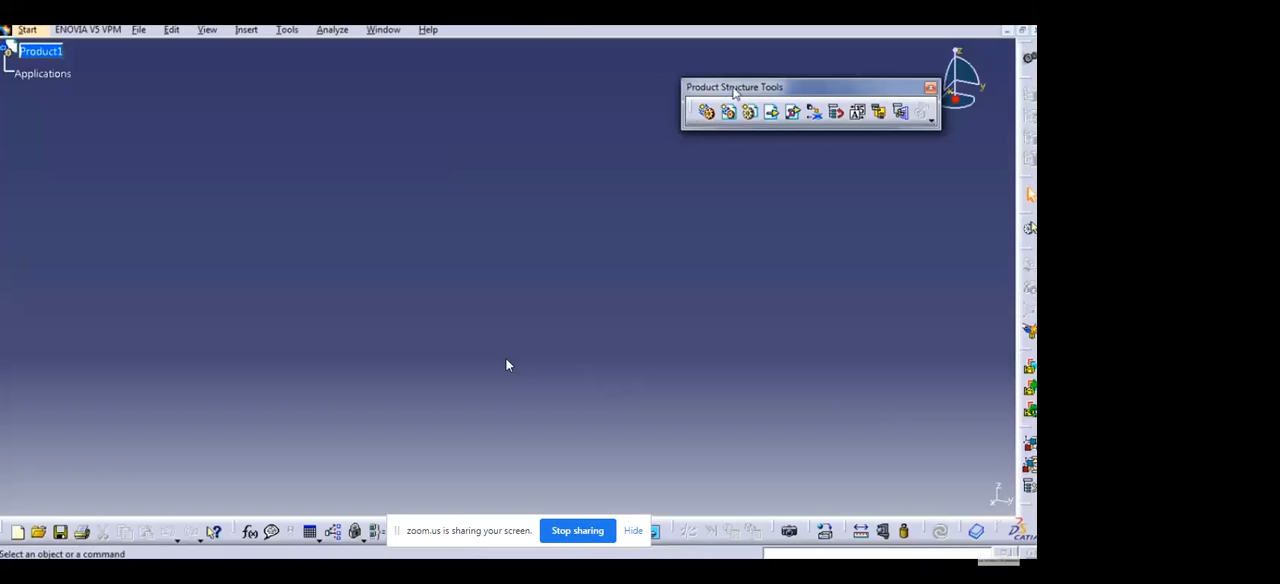 Start ENOVIA V5 VPM File Edit View Insert Tools Analyze Window Help
Product1
Applications
Product Structure Tools
z
y
z
x y
f(x)
zoom.us is sharing your screen. Stop sharing Hide
CATIA
Select an object or a command